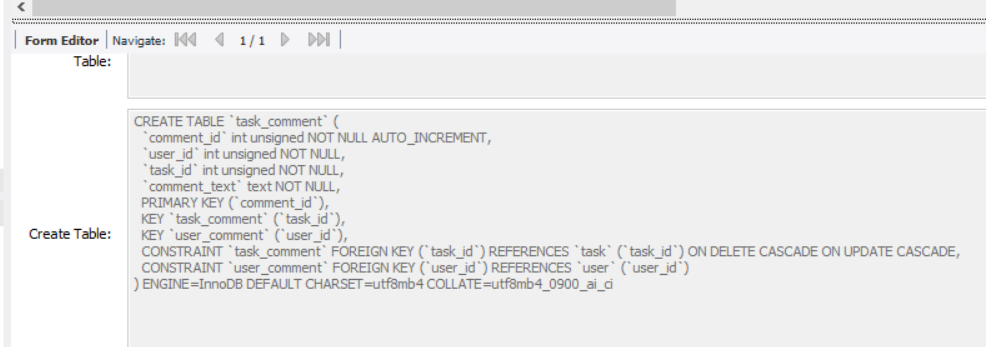 Form Editor Navigate: 1 / 1
Table:
CREATE TABLE `task_comment` (
`comment_id` int unsigned NOT NULL AUTO_INCREMENT,
`user_id` int unsigned NOT NULL,
`task_id` int unsigned NOT NULL,
`comment_text` text NOT NULL,
PRIMARY KEY (`comment_id`),
KEY `task_comment` (`task_id`),
Create Table:
KEY `user_comment` (`user_id`),
CONSTRAINT `task_comment` FOREIGN KEY (`task_id`) REFERENCES `task` (`task_id`) ON DELETE CASCADE ON UPDATE CASCADE,
CONSTRAINT `user_comment` FOREIGN KEY (`user_id`) REFERENCES `user` (`user_id`)
) ENGINE=InnoDB DEFAULT CHARSET=utf8mb4 COLLATE=utf8mb4_0900_ai_ci